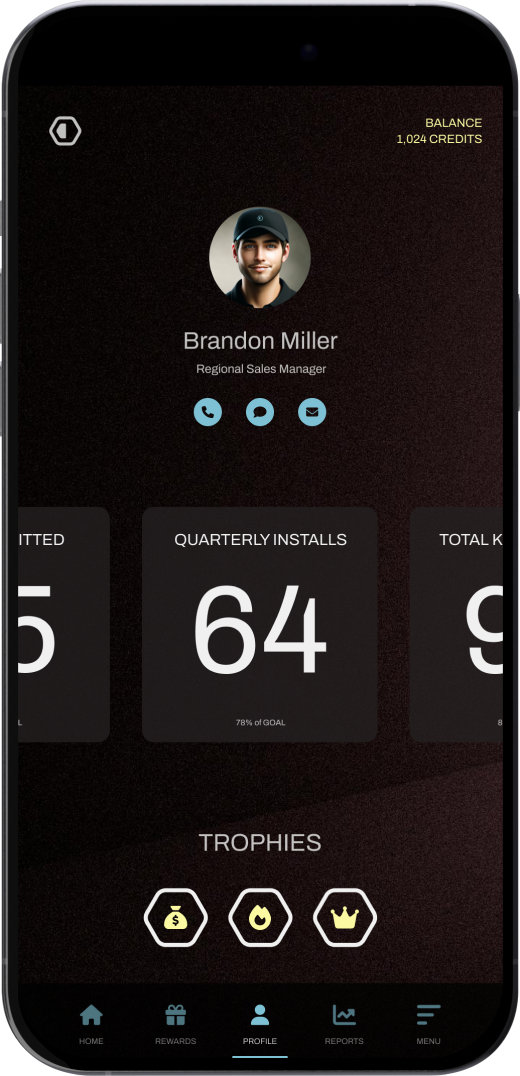 BALANCE
1,024 CREDITS
Brandon Miller
Regional Sales Manager
ITTED
QUARTERLY INSTALLS
TOTAL K
5
64
9
L
78% of GOAL
8
TROPHIES
$
HOME
REWARDS
PROFILE
REPORTS
MENU